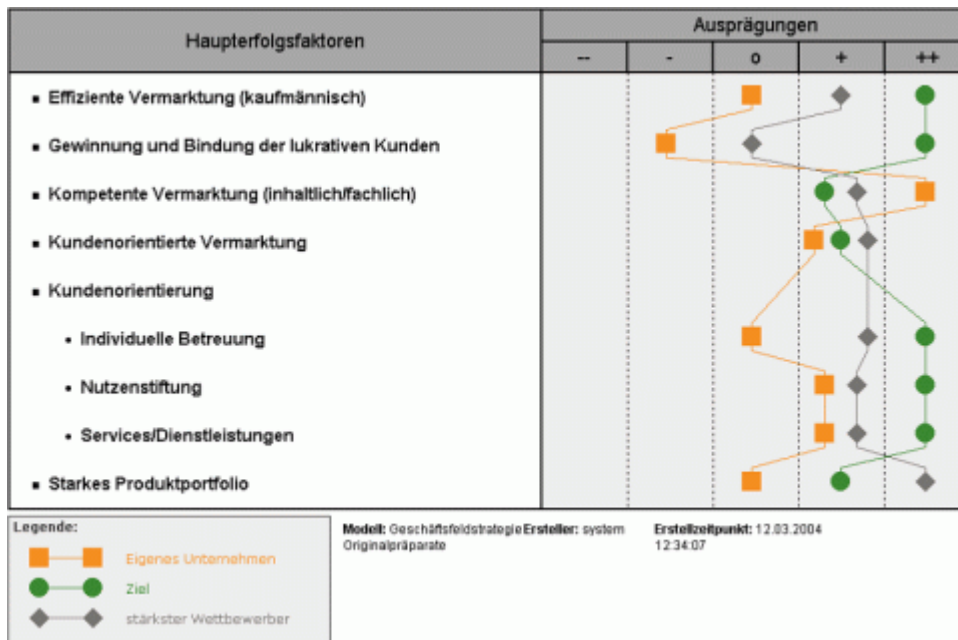 Haupterfolgsfaktoren
Ausprägungen
-- - o + ++
▪ Effiziente Vermarktung (kaufmännisch)
▪ Gewinnung und Bindung der lukrativen Kunden
▪ Kompetente Vermarktung (inhaltlich/fachlich)
▪ Kundenorientierte Vermarktung
▪ Kundenorientierung
• Individuelle Betreuung
• Nutzenstiftung
• Services/Dienstleistungen
▪ Starkes Produktportfolio
Legende:
Eigenes Unternehmen
Ziel
stärkster Wettbewerber
Modell: Geschäftsfeldstrategie Ersteller: system Erstellzeitpunkt: 12.03.2004
Originalpräparate 12:34:07